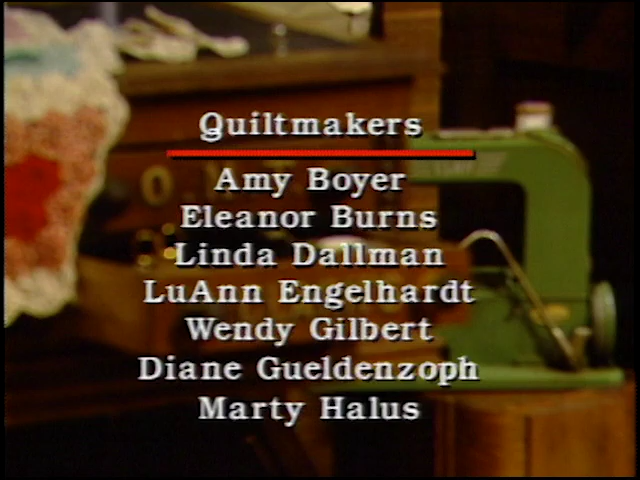 Quiltmakers
Amy Boyer
Eleanor Burns
Linda Dallman
LuAnn Engelhardt
Wendy Gilbert
Diane Gueldenzoph
Marty Halus